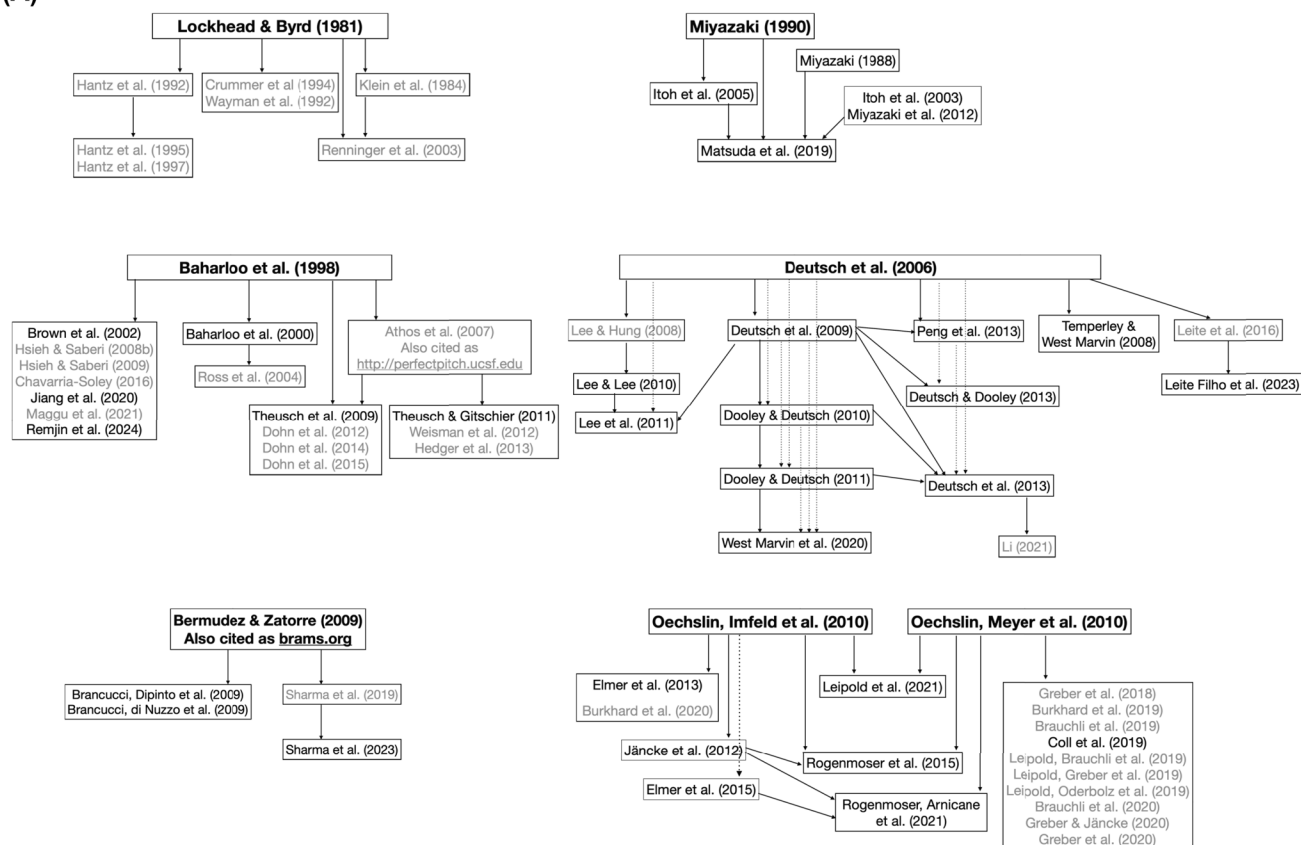 Lockhead & Byrd (1981)
Hantz et al. (1992)
Crummer et al (1994)
Wayman et al. (1992)
Klein et al. (1984)
Hantz et al. (1995)
Hantz et al. (1997)
Renninger et al. (2003)
Miyazaki (1990)
Miyazaki (1988)
Itoh et al. (2005)
Itoh et al. (2003)
Miyazaki et al. (2012)
Matsuda et al. (2019)
Baharloo et al. (1998)
Brown et al. (2002)
Hsieh & Saberi (2008b)
Hsieh & Saberi (2009)
Chavarria-Soley (2016)
Jiang et al. (2020)
Maggu et al. (2021)
Remjin et al. (2024)
Baharloo et al. (2000)
Ross et al. (2004)
Athos et al. (2007)
Also cited as
http://perfectpitch.ucsf.edu
Theusch et al. (2009)
Dohn et al. (2012)
Dohn et al. (2014)
Dohn et al. (2015)
Theusch & Gitschier (2011)
Weisman et al. (2012)
Hedger et al. (2013)
Deutsch et al. (2006)
Lee & Hung (2008)
Deutsch et al. (2009)
Peng et al. (2013)
Temperley &
West Marvin (2008)
Leite et al. (2016)
Lee & Lee (2010)
Leite Filho et al. (2023)
Deutsch & Dooley (2013)
Lee et al. (2011)
Dooley & Deutsch (2010)
Dooley & Deutsch (2011)
Deutsch et al. (2013)
West Marvin et al. (2020)
Li (2021)
Bermudez & Zatorre (2009)
Also cited as brams.org
Brancucci, Dipinto et al. (2009)
Brancucci, di Nuzzo et al. (2009)
Sharma et al. (2019)
Sharma et al. (2023)
Oechslin, Imfeld et al. (2010)
Oechslin, Meyer et al. (2010)
Elmer et al. (2013)
Burkhard et al. (2020)
Leipold et al. (2021)
Jäncke et al. (2012)
Rogenmoser et al. (2015)
Elmer et al. (2015)
Rogenmoser, Arnicane
et al. (2021)
Greber et al. (2018)
Burkhard et al. (2019)
Brauchli et al. (2019)
Coll et al. (2019)
Leipold, Brauchli et al. (2019)
Leipold, Greber et al. (2019)
Leipold, Oderbolz et al. (2019)
Brauchli et al. (2020)
Greber & Jäncke (2020)
Greber et al. (2020)